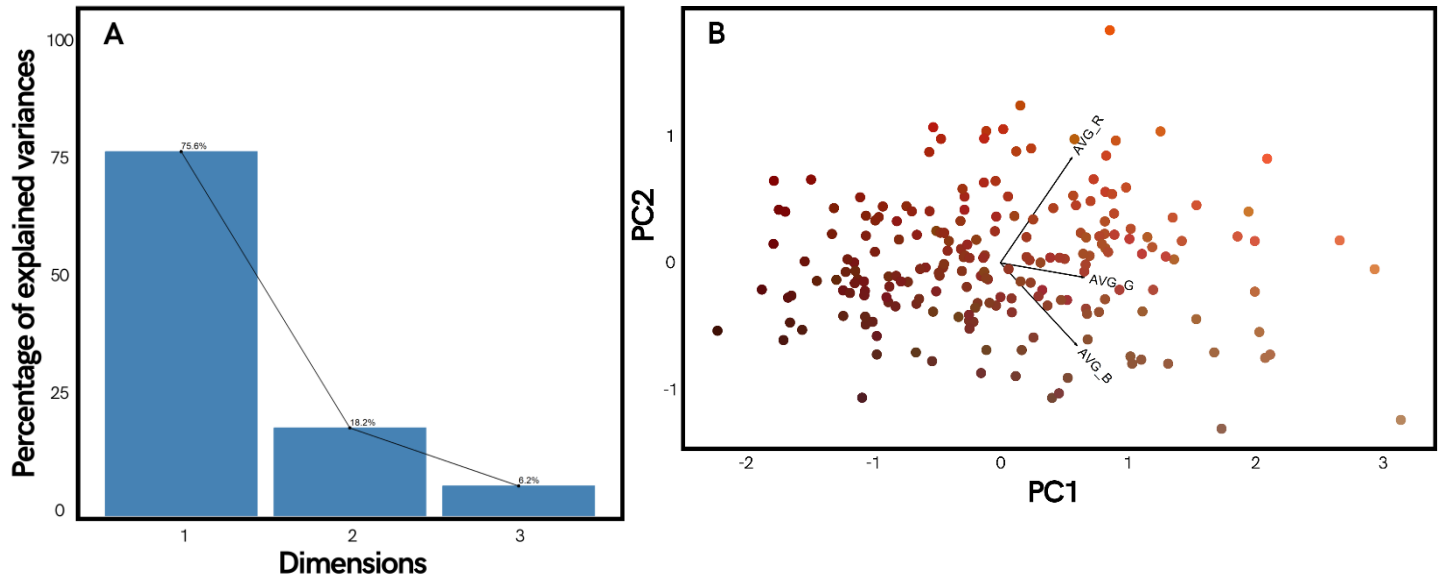 A
Percentage of explained variances
100
75
50
25
0
75.6%
18.2%
6.2%
1
2
3
Dimensions
B
PC2
1
0
-1
AVG_R
AVG_G
AVG_B
-2
-1
0
1
2
3
PC1